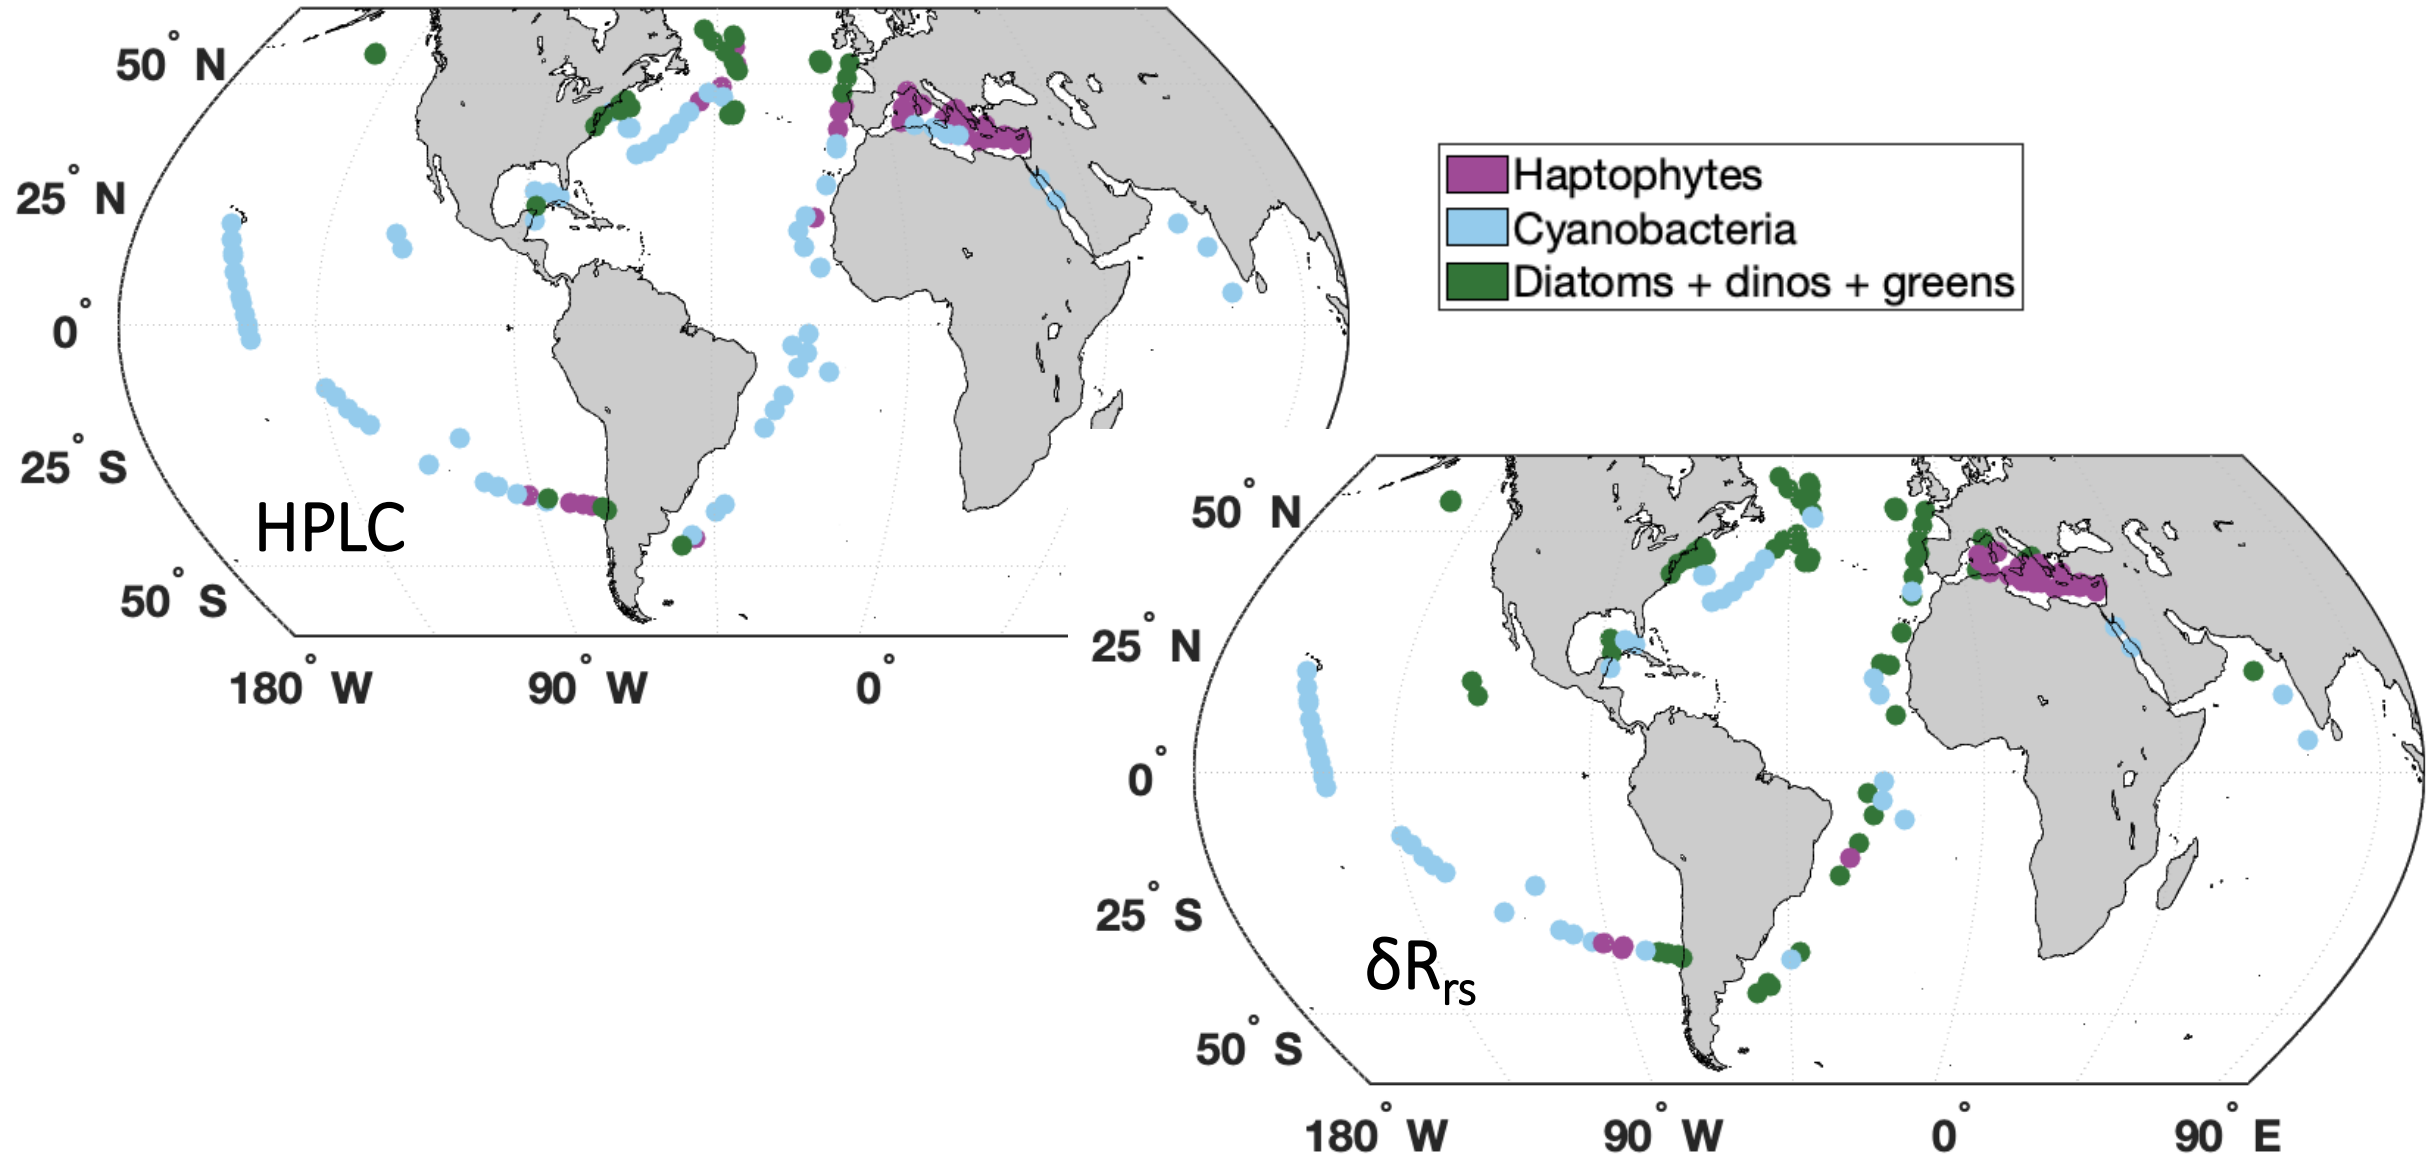 50° N
25° N
0°
25° S
50° S
180° W
90° W
0°
HPLC
Haptophytes
Cyanobacteria
Diatoms + dinos + greens
50° N
25° N
0°
25° S
50° S
180° W
90° W
0°
90° E
δRrs